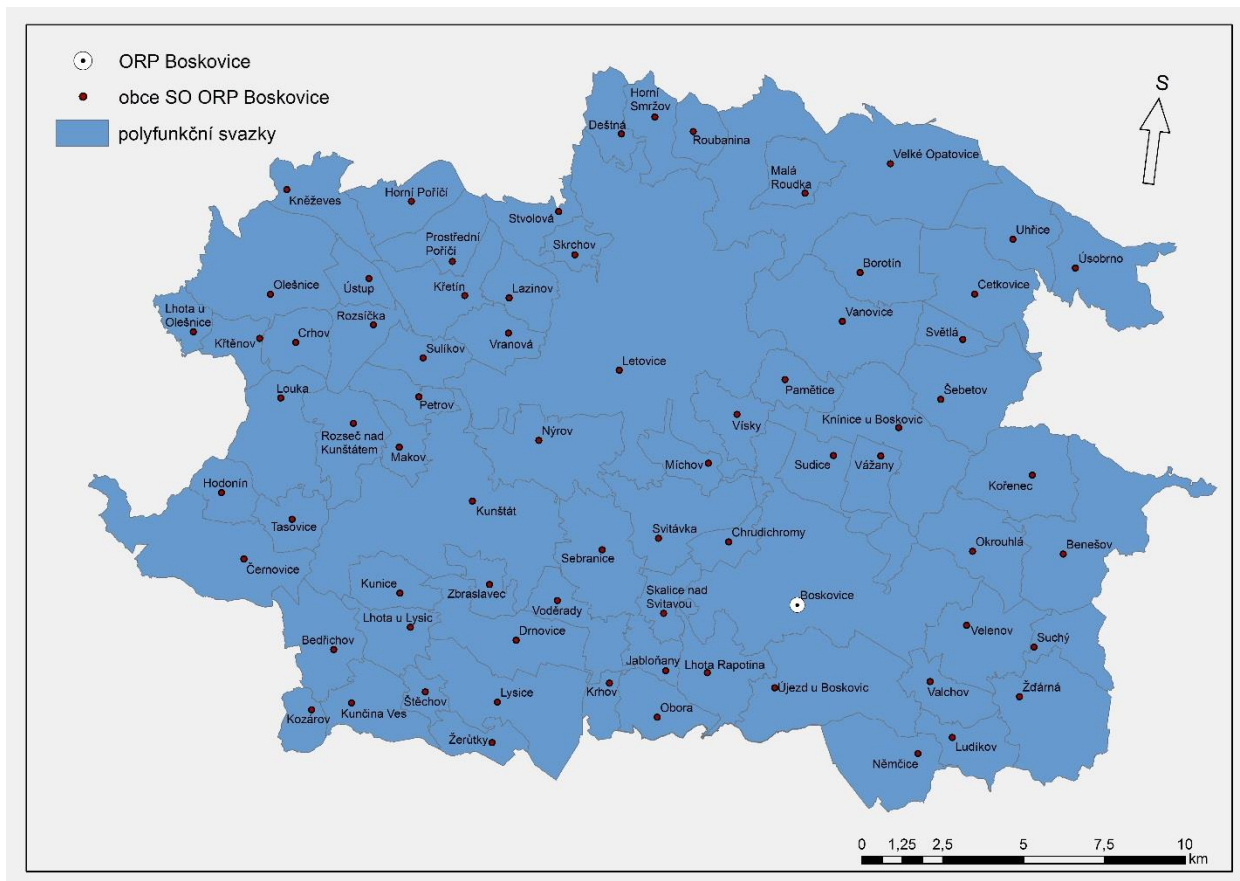 ORP Boskovice
obce SO ORP Boskovice
polyfunkční svazky
S
Horní
Smržov
Deštná
Roubanina
Velké Opatovice
Malá
Roudka
Kněževes
Horní Poříčí
Stvolová
Skrchov
Prostřední
Poříčí
Uhřice
Úsobrno
Borotín
Cetkovice
Olešnice
Ústup
Křetín
Lazinov
Lhota u
Olešnice
Rozsíčka
Vanovice
Světlá
Křtěnov
Crhov
Sulíkov
Vranová
Letovice
Louka
Petrov
Pamětice
Šebetov
Rozseč nad
Kunštátem
Makov
Nýrov
Vísky
Knínice u Boskovic
Míchov
Sudice
Vážany
Hodonín
Kořenec
Kunštát
Tasovice
Svitávka
Chrudichromy
Okrouhlá
Benešov
Černovice
Sebranice
Kunice
Zbraslavec
Voděrady
Skalice nad
Svitavou
Boskovice
Lhota u Lysic
Drnovice
Velenov
Suchý
Bedřichov
Jabloňany
Lhota Rapotina
Krhov
Újezd u Boskovic
Valchov
Ždárná
Štěchov
Lysice
Kozárov
Kunčina Ves
Obora
Žerůtky
Ludíkov
Němčice
0 1,25 2,5 5 7,5 10
km